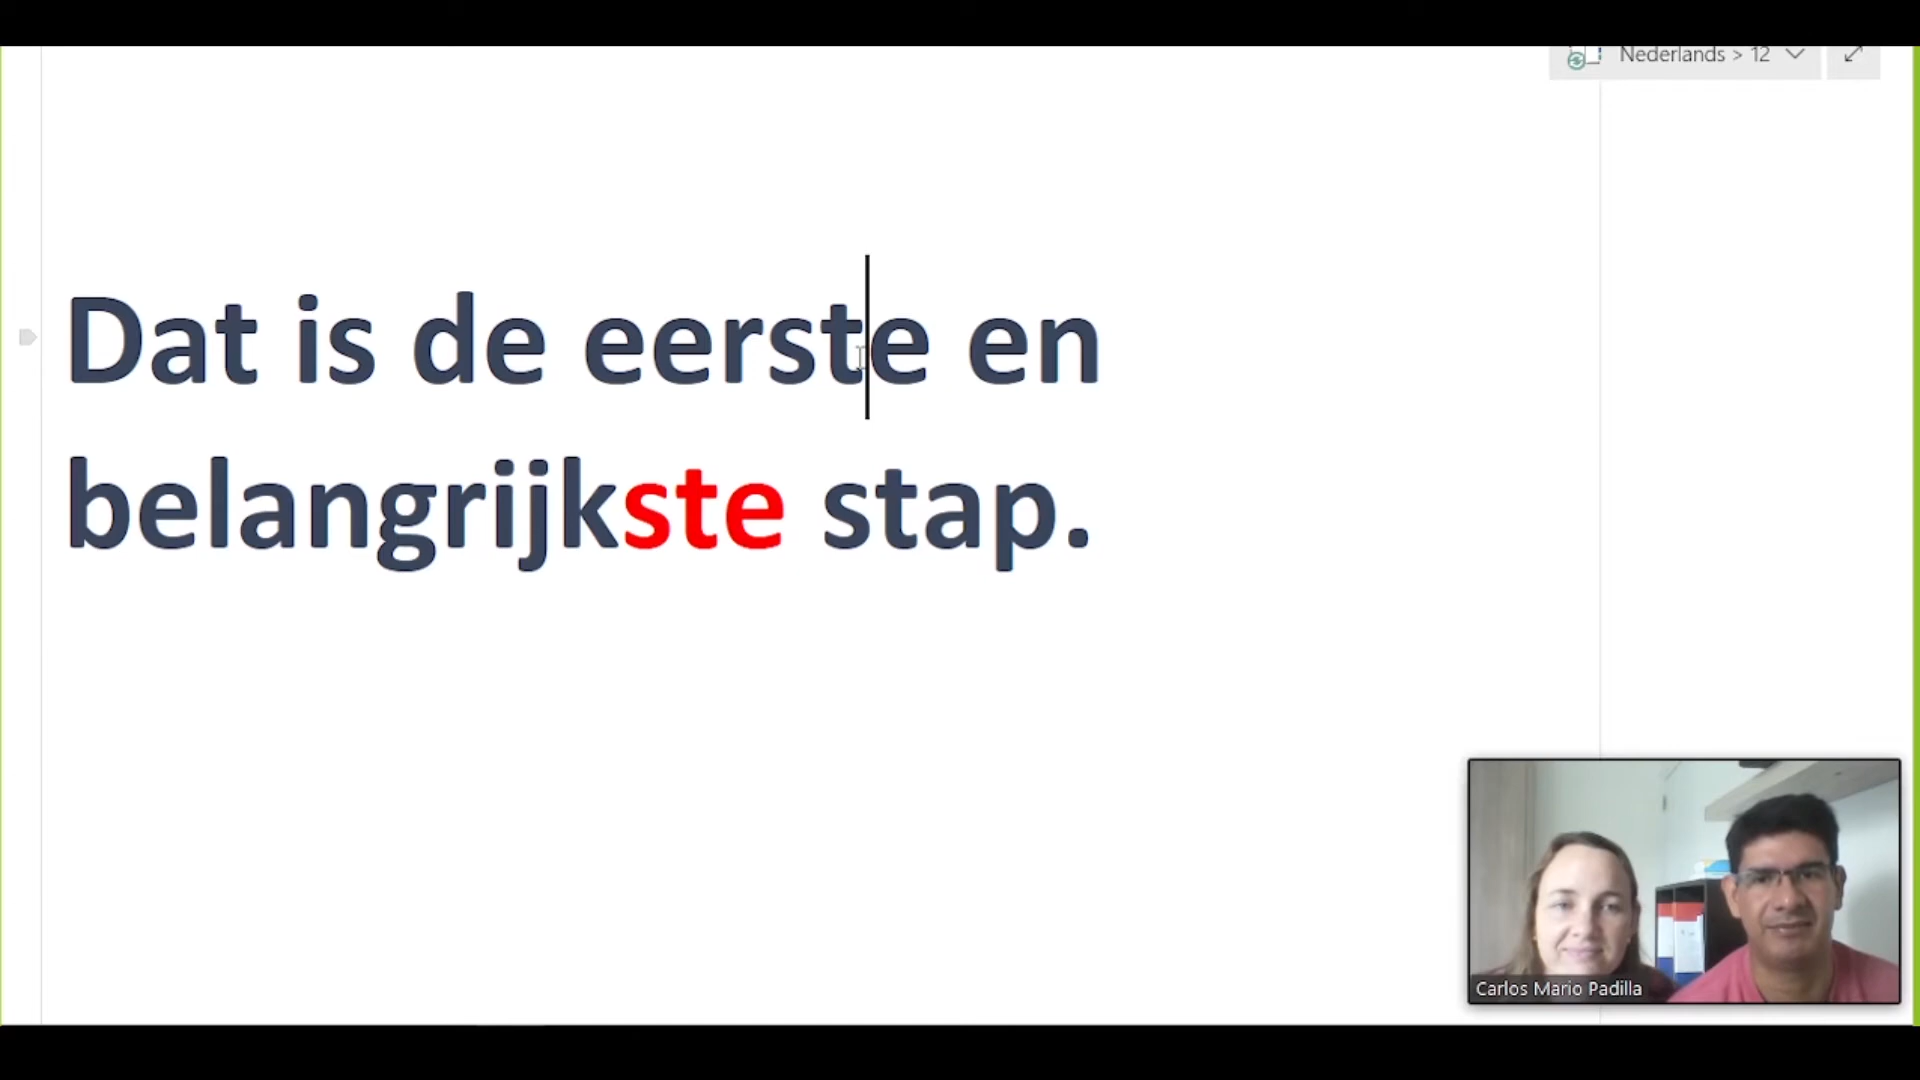 Nederlands > 12
Dat is de eerste en
belangrijkste stap.
Carlos Mario Padilla